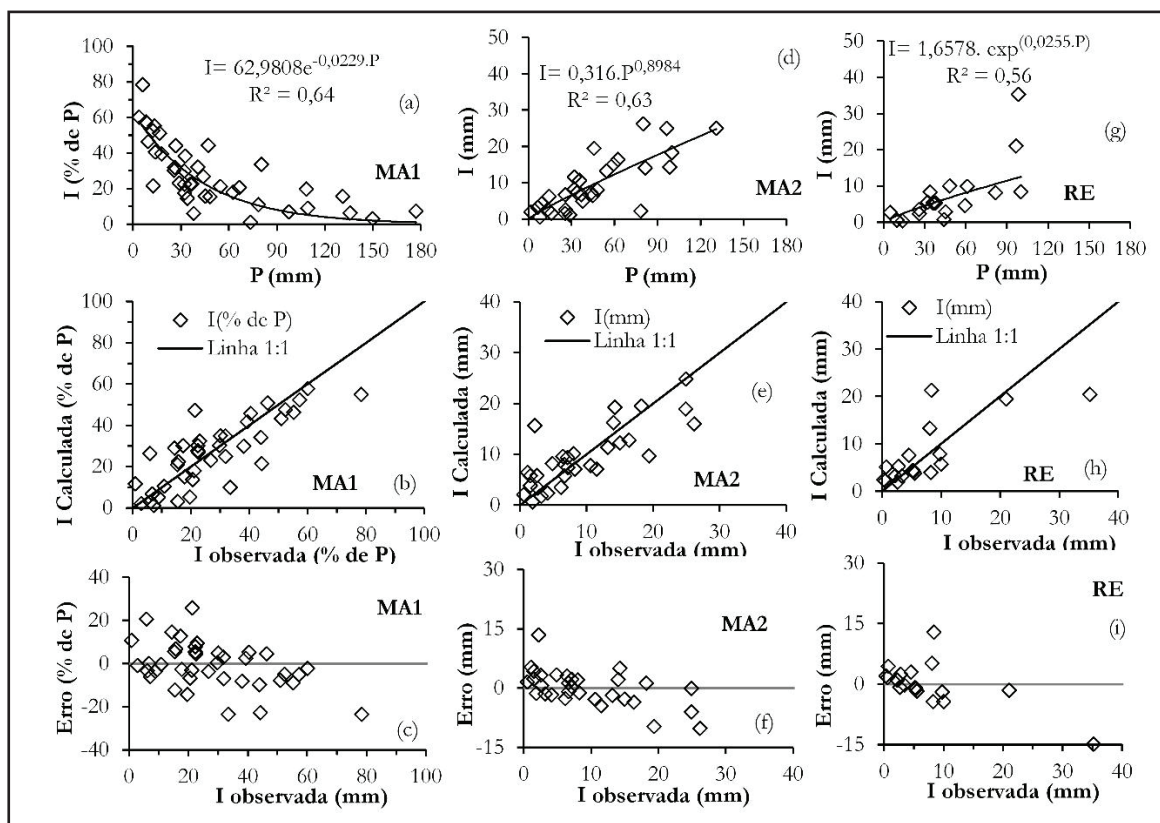 100
80
60
40
20
0
I (% de P)
I= 62,9808e-0,0229.P
R² = 0,64
(a)
MA1
0 30 60 90 120 150 180
P (mm)
50
40
30
20
10
0
I (mm)
I= 0,316.P0,8984
R² = 0,63
(d)
MA2
0 30 60 90 120 150 180
P (mm)
50
40
30
20
10
0
I (mm)
I= 1,6578. exp(0,0255.P)
R² = 0,56
(g)
RE
0 30 60 90 120 150 180
P (mm)
100
80
60
40
20
0
I Calculada (% de P)
I(% de P)
Linha 1:1
(b)
MA1
0 20 40 60 80 100
I observada (% de P)
40
30
20
10
0
I Calculada (mm)
I(mm)
Linha 1:1
(e)
MA2
0 10 20 30 40
I observada (mm)
40
30
20
10
0
I Calculada (mm)
I(mm)
Linha 1:1
(h)
RE
0 10 20 30 40
I observada (mm)
40
20
0
-20
-40
Erro (% de P)
MA1
(c)
0 20 40 60 80 100
I observada (mm)
30
15
0
-15
Erro (mm)
MA2
(f)
0 10 20 30 40
I observada (mm)
30
15
0
-15
Erro (mm)
RE
(i)
0 10 20 30 40
I observada (mm)